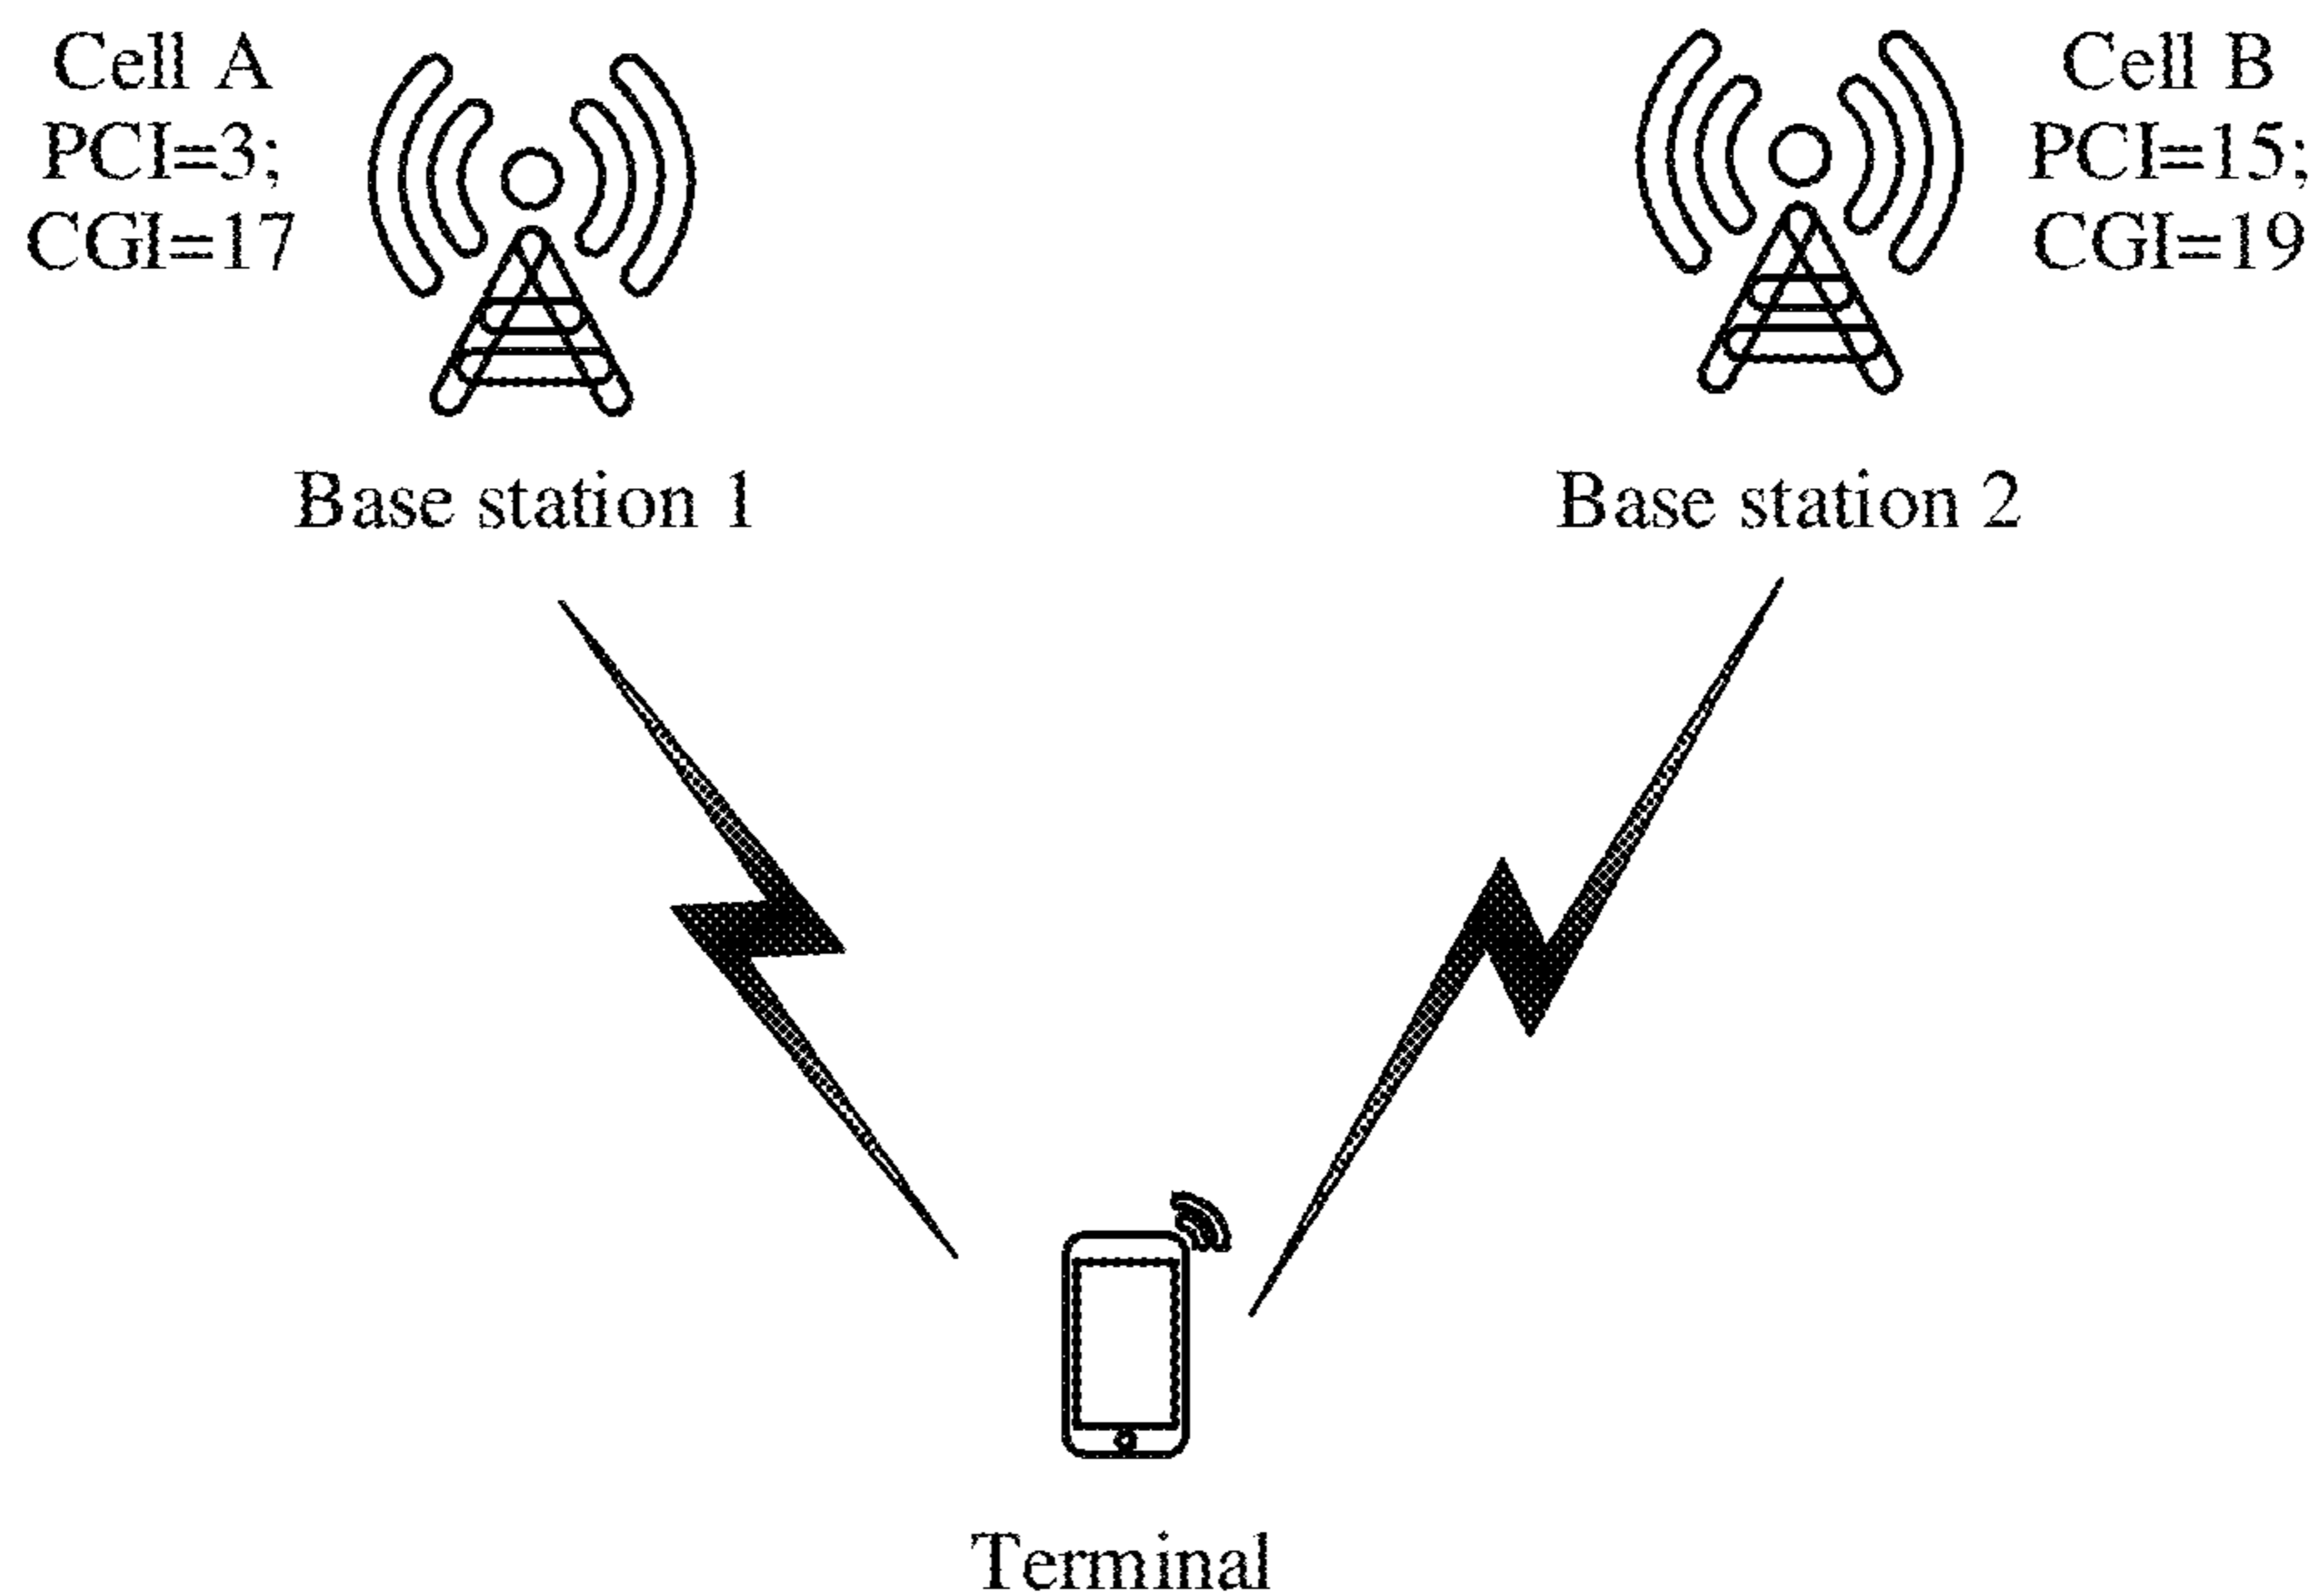 Cell A
PCI=3;
CGI=17
Cell B
PCI=15;
CGI=19
Base station 1
Base station 2
Terminal